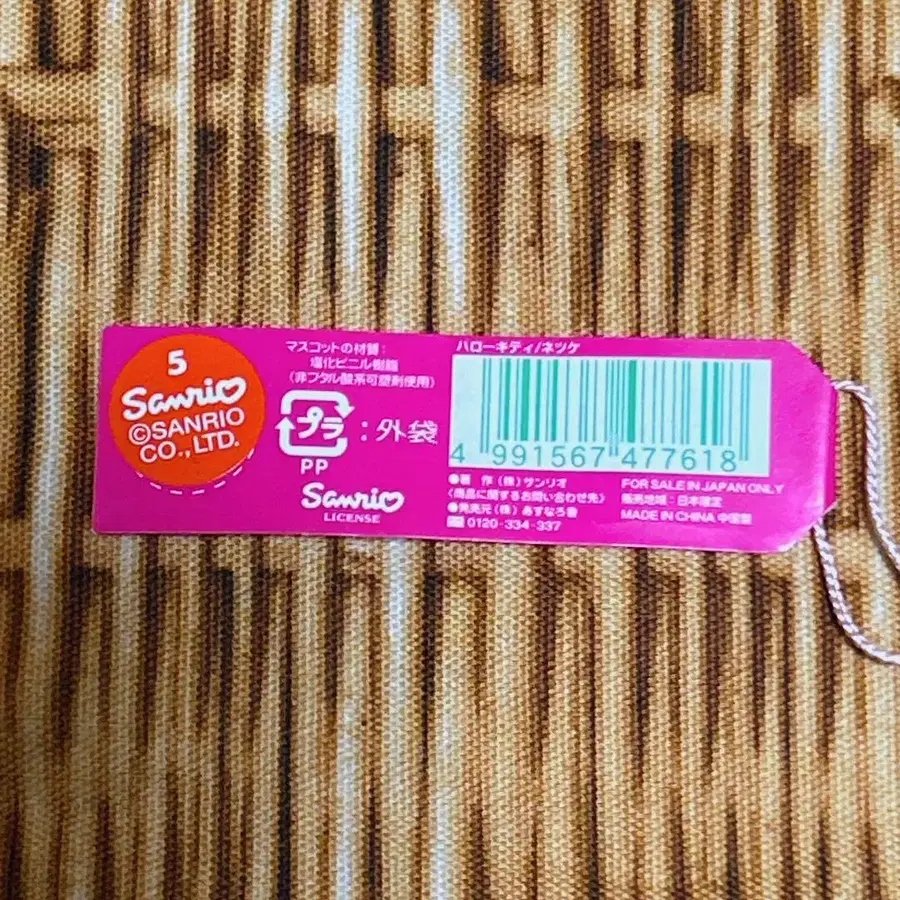 5
Sanrio
©SANRIO
CO.,LTD.
マスコットの材質:
塩化ビニル樹脂
(非フタル酸系可塑剤使用)
プラ:外袋
PP
Sanrio
LICENSE
ハローキティ/ネツケ
4 991567 477618
●著 作(株)サンリオ
〈商品に関するお問い合わせ先〉
●発売元(株)あすなろ舎
0120-334-337
FOR SALE IN JAPAN ONLY
販売地域:日本限定
MADE IN CHINA 中国製